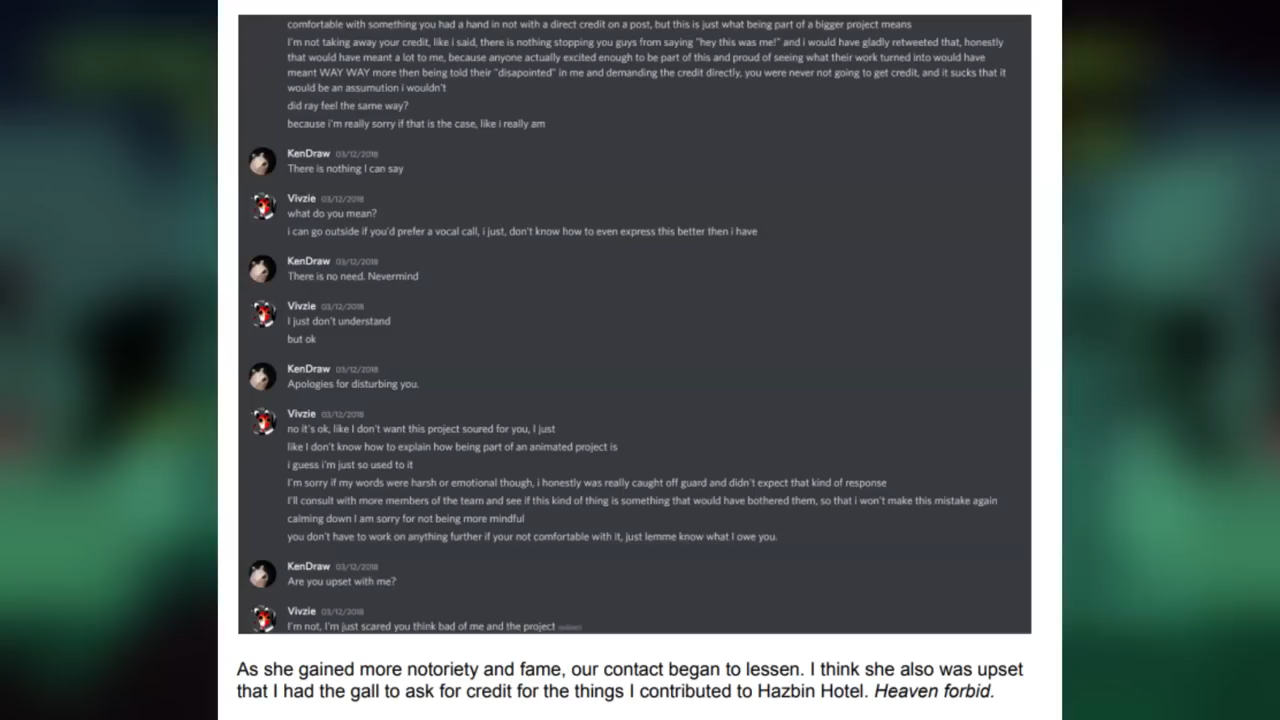 comfortable with something you had a hand in not with a direct credit on a post, but this is just what being part of a bigger project means
I'm not taking away your credit, like i said, there is nothing stopping you guys from saying "hey this was me!" and i would have gladly retweeted that, honestly
that would have meant a lot to me, because anyone actually excited enough to be part of this and proud of seeing what their work turned into would have
meant WAY WAY more then being told their "disapointed" in me and demanding the credit directly, you were never not going to get credit, and it sucks that it
would be an assumution i wouldn't
did ray feel the same way?
because i'm really sorry if that is the case, like i really am
KenDraw 03/12/2018
There is nothing I can say
Vivzie 03/12/2018
what do you mean?
i can go outside if you'd prefer a vocal call, i just, don't know how to even express this better then i have
KenDraw 03/12/2018
There is no need. Nevermind
Vivzie 03/12/2018
I just don't understand
but ok
KenDraw 03/12/2018
Apologies for disturbing you.
Vivzie 03/12/2018
no it's ok, like I don't want this project soured for you, I just
like I don't know how to explain how being part of an animated project is
i guess i'm just so used to it
I'm sorry if my words were harsh or emotional though, i honestly was really caught off guard and didn't expect that kind of response
I'll consult with more members of the team and see if this kind of thing is something that would have bothered them, so that i won't make this mistake again
calming down I am sorry for not being more mindful
you don't have to work on anything further if your not comfortable with it, just lemme know what I owe you.
KenDraw 03/12/2018
Are you upset with me?
Vivzie 03/12/2018
I'm not, I'm just scared you think bad of me and the project
As she gained more notoriety and fame, our contact began to lessen. I think she also was upset
that I had the gall to ask for credit for the things I contributed to Hazbin Hotel. Heaven forbid.